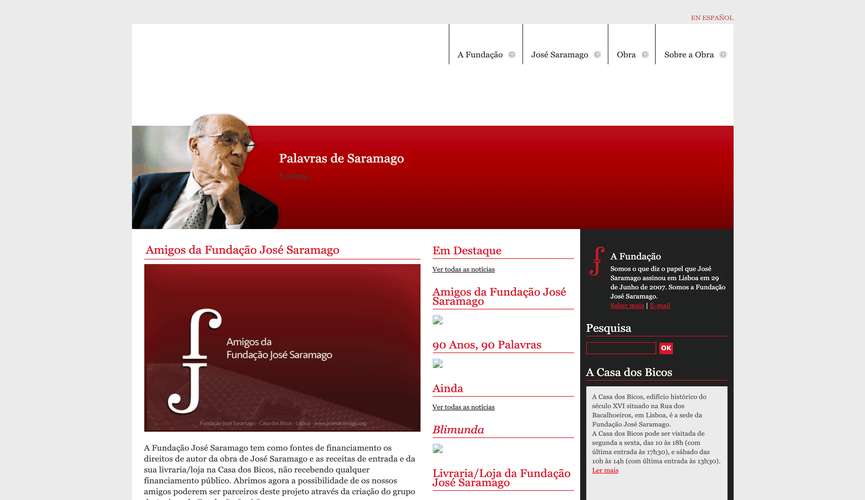 EN ESPAÑOL
A Fundação
José Saramago
Obra
Sobre a Obra
Palavras de Saramago
Amigos da Fundação José Saramago
Amigos da
Fundação José Saramago
Fundação José Saramago - Casa dos Bicos - Lisboa - www.josesaramago.org
A Fundação José Saramago tem como fontes de financiamento os
direitos de autor da obra de José Saramago e as receitas de entrada e da
sua livraria/loja na Casa dos Bicos, não recebendo qualquer
financiamento público. Abrimos agora a possibilidade de os nossos
amigos poderem ser parceiros deste projeto através da criação do grupo
Em Destaque
Ver todas as notícias
Amigos da Fundação José
Saramago
90 Anos, 90 Palavras
Ainda
Ver todas as notícias
Blimunda
Livraria/Loja da Fundação
José Saramago
A Fundação
Somos o que diz o papel que José
Saramago assinou em Lisboa em 29
de Junho de 2007. Somos a Fundação
José Saramago.
Saber mais | E-mail
Pesquisa
OK
A Casa dos Bicos
A Casa dos Bicos, edifício histórico do
século XVI situado na Rua dos
Bacalhoeiros, em Lisboa, é a sede da
Fundação José Saramago.
A Casa dos Bicos pode ser visitada de
segunda a sexta, das 10 às 18h (com
última entrada às 17h30), e sábado das
10h às 14h (com última entrada às 13h30).
Ler mais